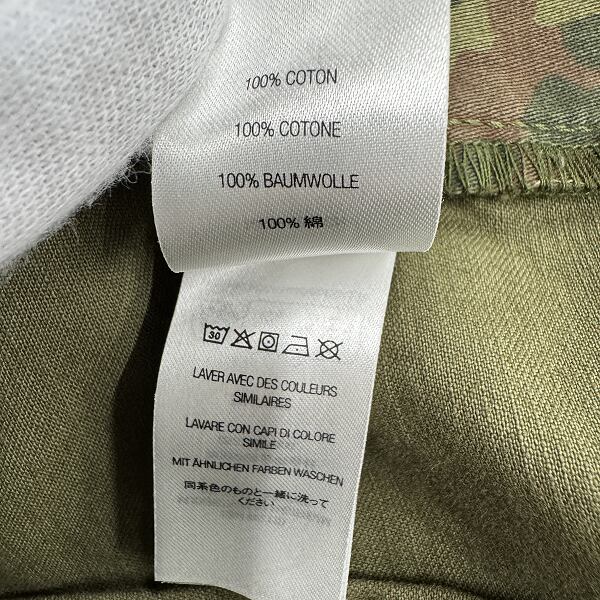 100% COTON
100% COTONE
100% BAUMWOLLE
100% 綿
30
LAVER AVEC DES COULEURS
SIMILAIRES
LAVARE CON CAPI DI COLORE
SIMILE
MIT ÄHNLICHEN FARBEN WASCHEN
同系色のものと一緒に洗って
ください